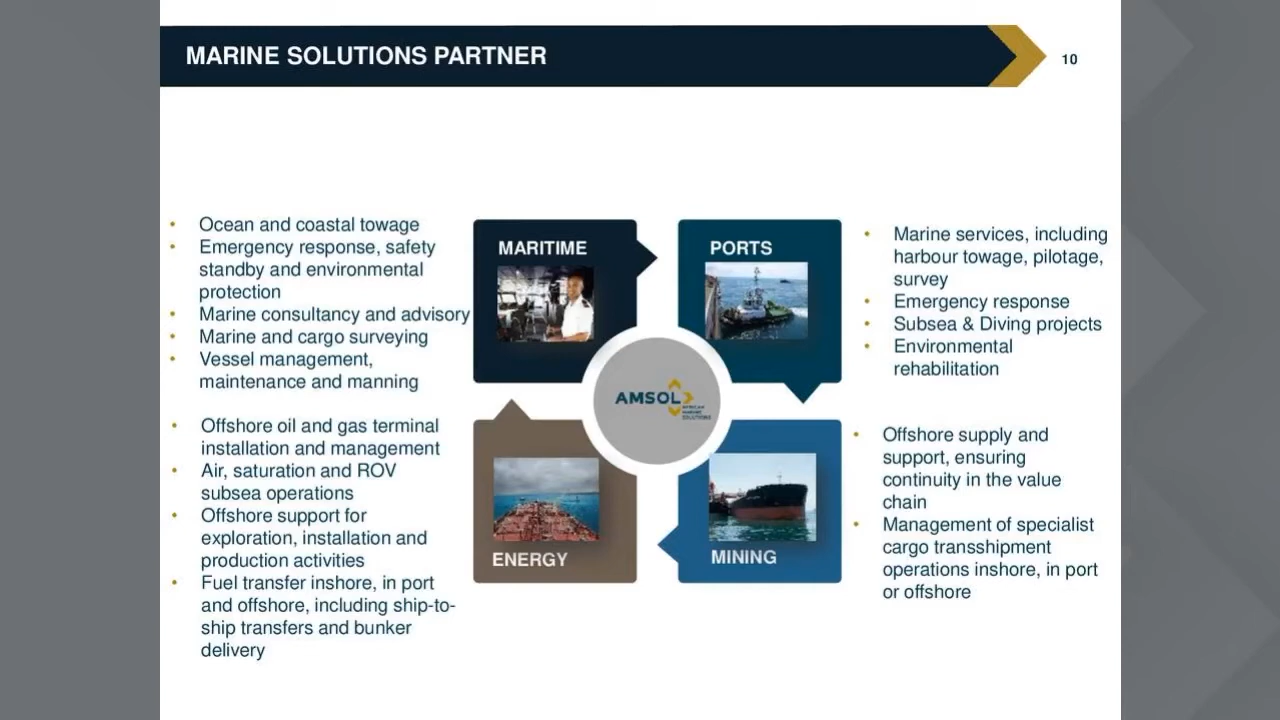 MARINE SOLUTIONS PARTNER
10
• Ocean and coastal towage
• Emergency response, safety
standby and environmental
protection
• Marine consultancy and advisory
• Marine and cargo surveying
• Vessel management,
maintenance and manning
MARITIME
PORTS
• Marine services, including
harbour towage, pilotage,
survey
• Emergency response
• Subsea & Diving projects
• Environmental
rehabilitation
AMSOL
AFRICAN
MARINE
SOLUTIONS
• Offshore oil and gas terminal
installation and management
• Air, saturation and ROV
subsea operations
• Offshore support for
exploration, installation and
production activities
• Fuel transfer inshore, in port
and offshore, including ship-to-
ship transfers and bunker
delivery
ENERGY
MINING
• Offshore supply and
support, ensuring
continuity in the value
chain
• Management of specialist
cargo transshipment
operations inshore, in port
or offshore